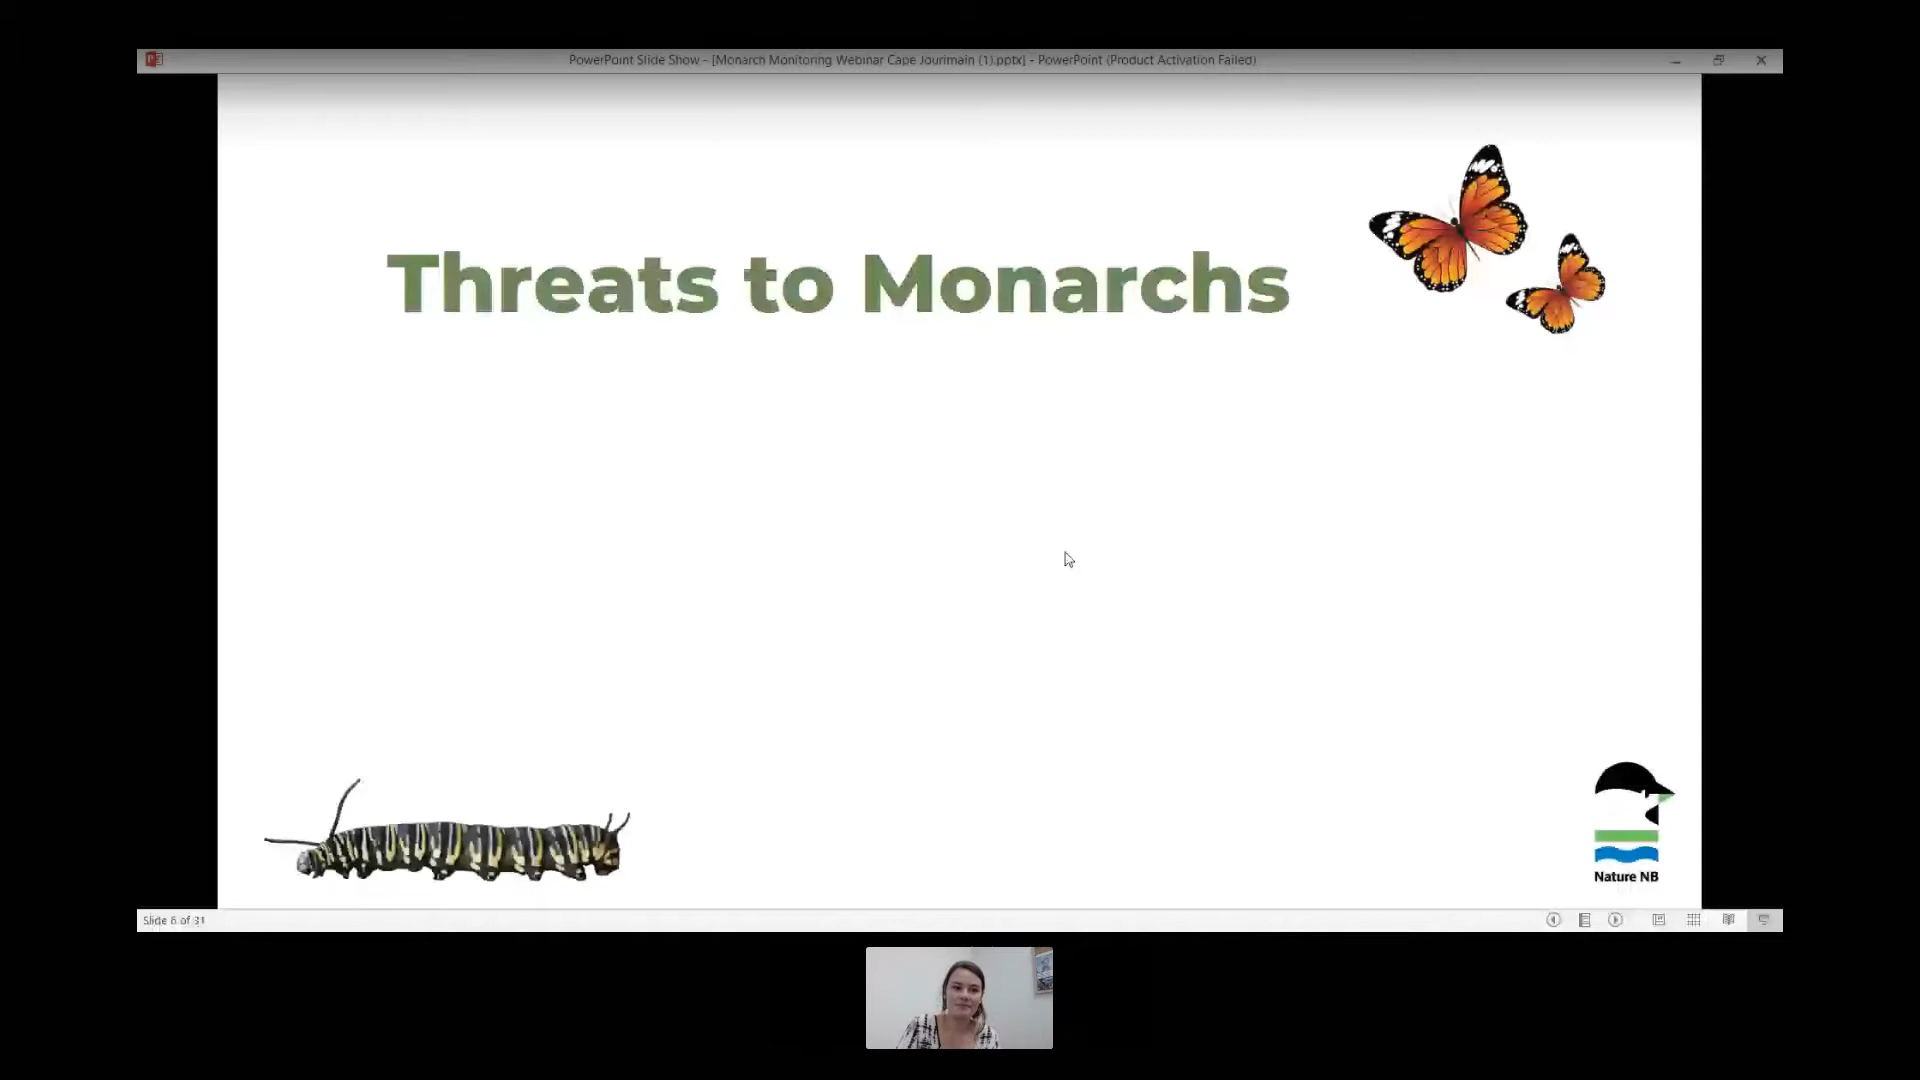 PowerPoint Slide Show - [Monarch Monitoring Webinar Cape Jourimain (1).pptx] - PowerPoint (Product Activation Failed)
Threats to Monarchs
Nature NB
Slide 6 of 31